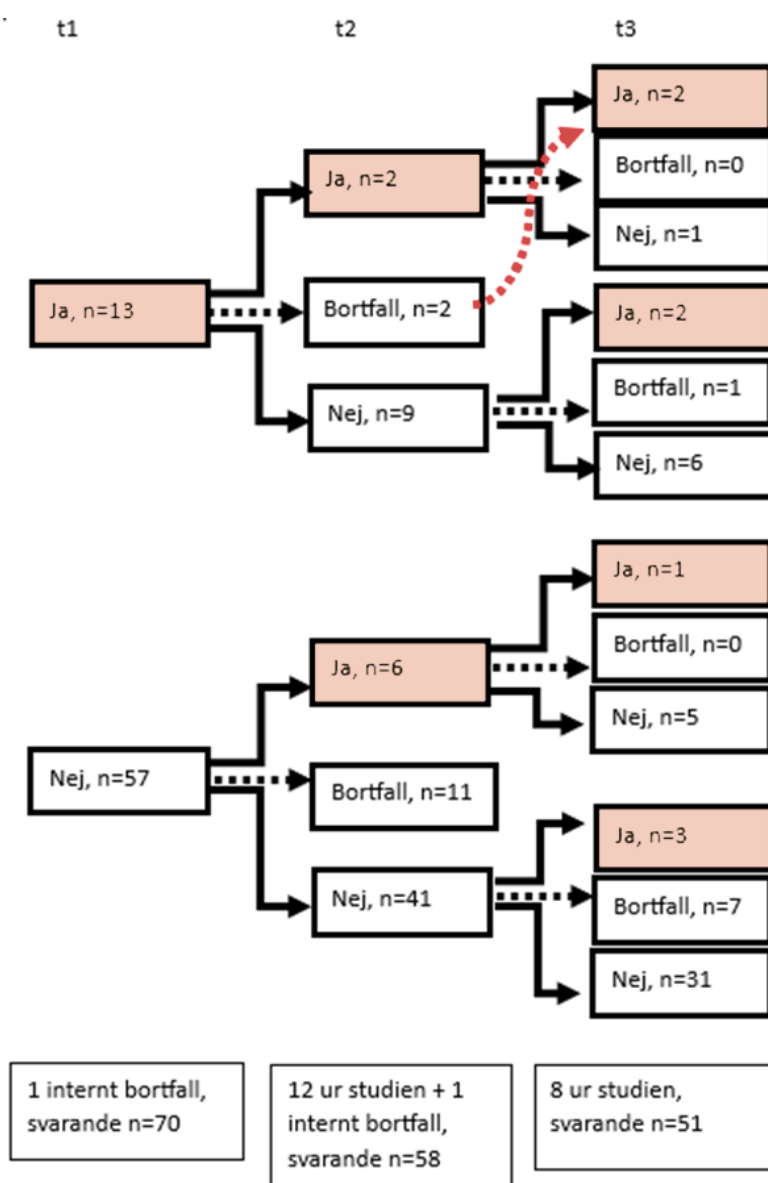 t1
t2
t3
Ja, n=13
Ja, n=2
Bortfall, n=2
Nej, n=9
Ja, n=2
Bortfall, n=0
Nej, n=1
Ja, n=2
Bortfall, n=1
Nej, n=6
Nej, n=57
Ja, n=6
Bortfall, n=11
Nej, n=41
Ja, n=1
Bortfall, n=0
Nej, n=5
Ja, n=3
Bortfall, n=7
Nej, n=31
1 internt bortfall,
svarande n=70
12 ur studien + 1
internt bortfall,
svarande n=58
8 ur studien,
svarande n=51